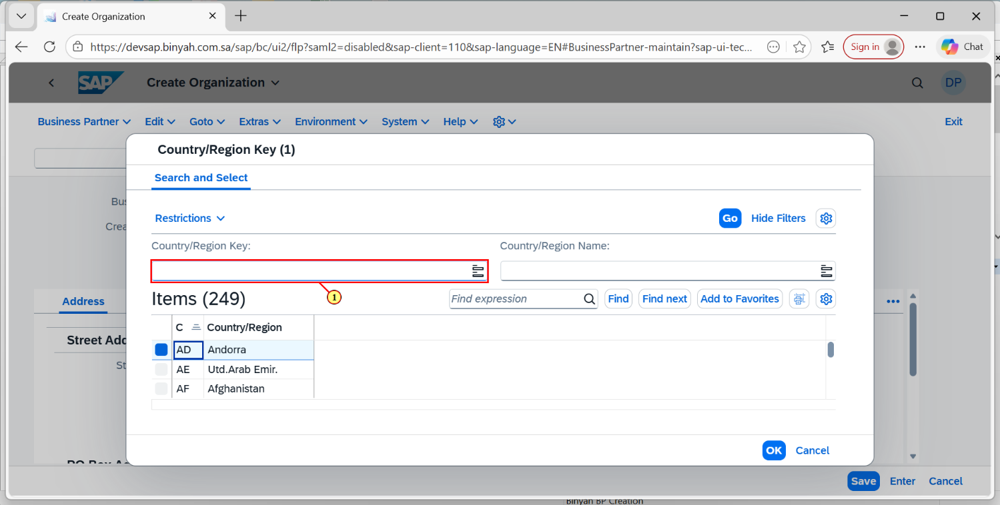 Create Organization
https://devsap.binyah.com.sa/sap/bc/ui2/flp?saml2=disabled&sap-client=110&sap-language=EN#BusinessPartner-maintain?sap-ui-tec...
Sign in
Chat
SAP
Create Organization
DP
Business Partner
Edit
Goto
Extras
Environment
System
Help
Exit
Country/Region Key (1)
Search and Select
Bus
Restrictions
Go
Hide Filters
Crea
Country/Region Key:
Country/Region Name:
1
Items (249)
Find expression
Find
Find next
Add to Favorites
Address
C
Country/Region
Street Add
AD
Andorra
St
AE
Utd.Arab Emir.
AF
Afghanistan
OK
Cancel
PO Box Ad
Save
Enter
Cancel
Binyah BP Creation